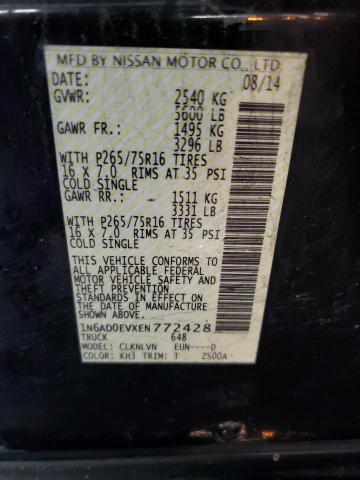 MFD BY NISSAN MOTOR CO., LTD.
DATE: 08/14
GVWR: 2540 KG
5600 LB
GAWR FR.: 1495 KG
3296 LB
WITH P265/75R16 TIRES
16 X 7.0 RIMS AT 35 PSI
COLD SINGLE
GAWR RR.: 1511 KG
3331 LB
WITH P265/75R16 TIRES
16 X 7.0 RIMS AT 35 PSI
COLD SINGLE
THIS VEHICLE CONFORMS TO ALL
APPLICABLE FEDERAL
MOTOR VEHICLE SAFETY
STANDARDS IN EFFECT ON
THE DATE OF MANUFACTURE
SHOWN ABOVE.
1N6AD0EVXEN772428
TRUCK 648
MODEL: CLKNLVN EUN----D
COLOR: KH3 TRIM: T ZS00A